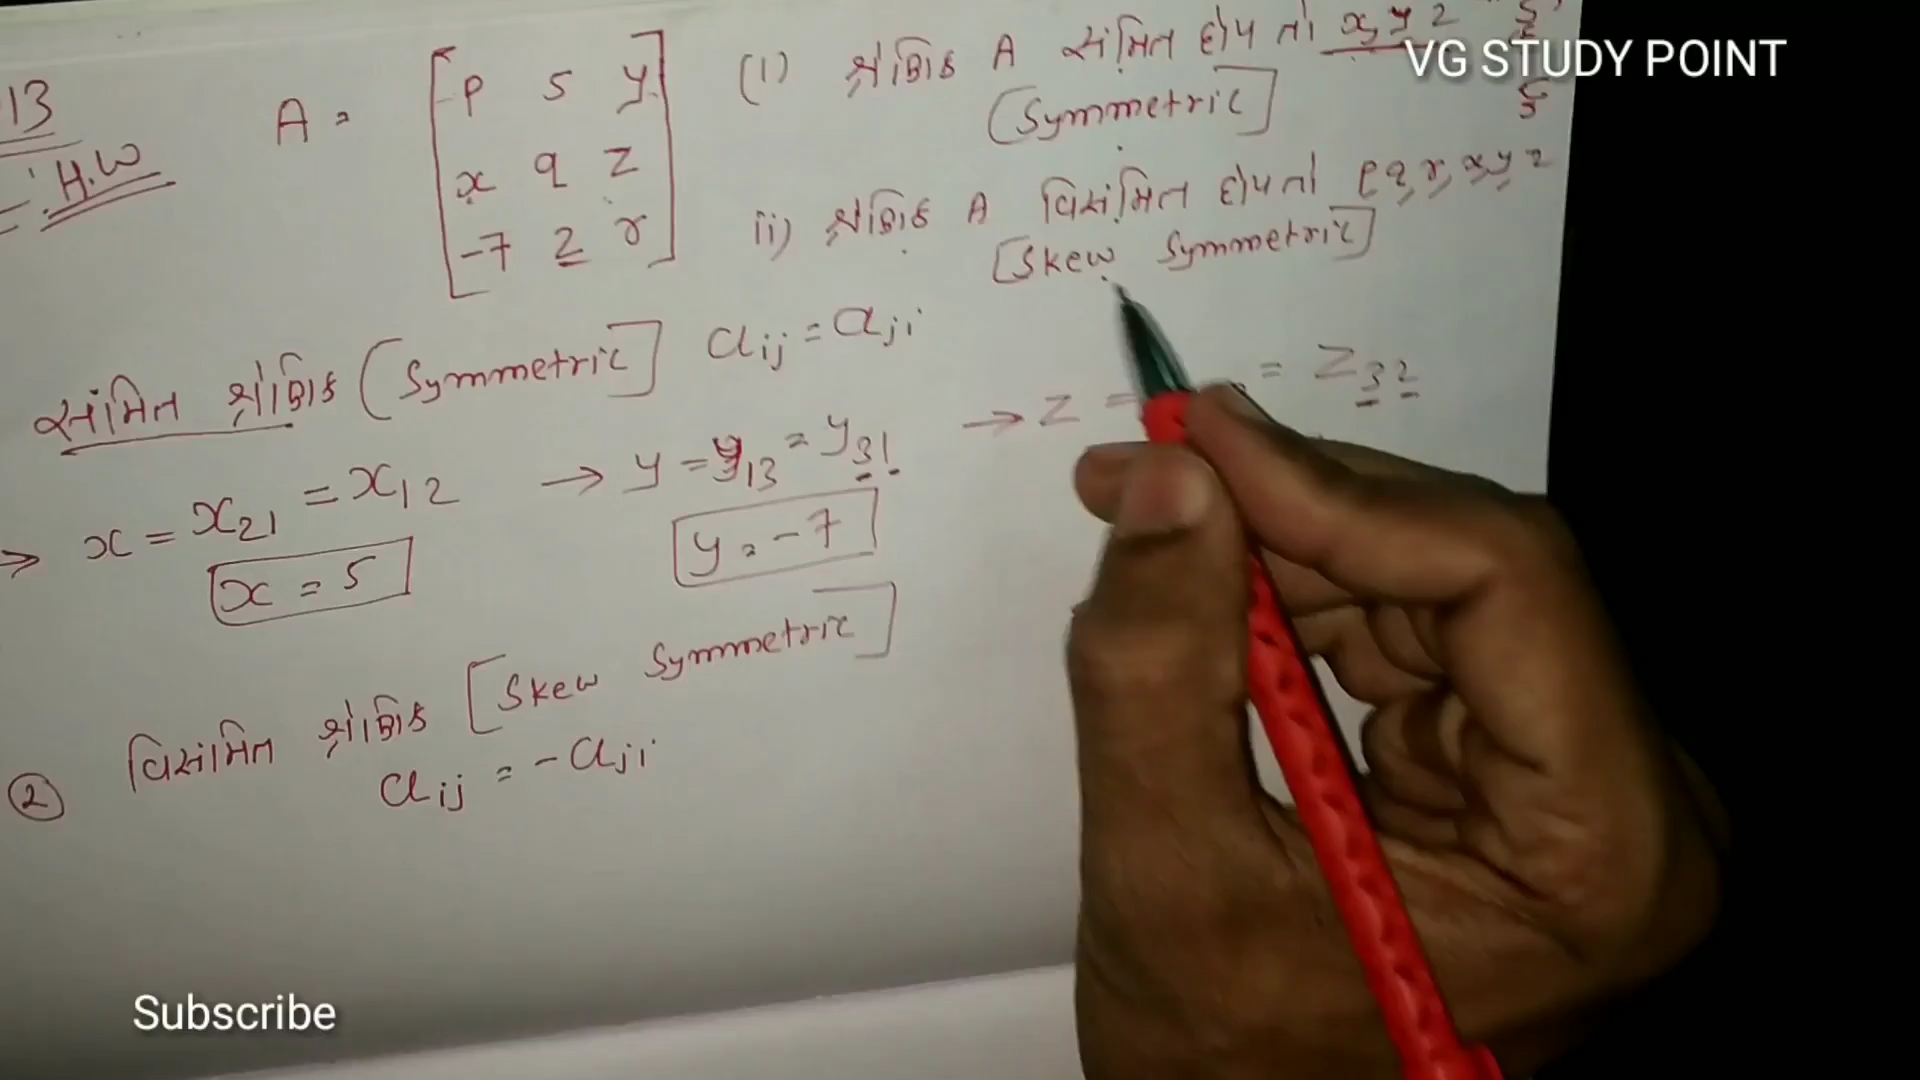 VG STUDY POINT
13
H.W
A = [ p 5 y
x q z
-7 2 r ]
(i) શ્રેણિક A સંમિત હોય તો x, y z
[Symmetric]
ii) શ્રેણિક A વિસંમિત હોય તો p q r, x, y z
[Skew Symmetric]
સંમિત શ્રેણિક [Symmetric] aij = aji
→ x = x21 = x12 → y = y13 = y31 → z = = z32
x = 5 y = -7
② વિસંમિત શ્રેણિક [Skew Symmetric]
aij = -aji
Subscribe